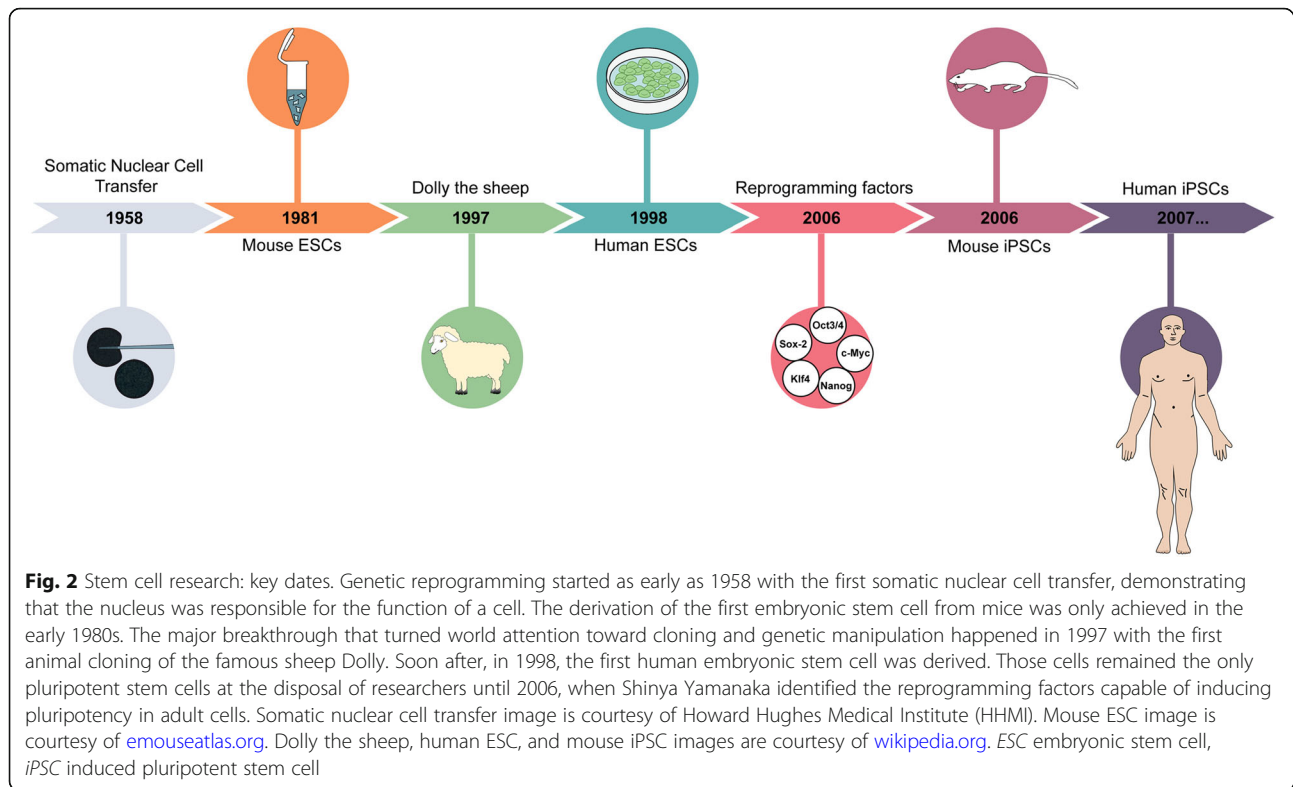 Somatic Nuclear Cell
Transfer
1958
1981
Mouse ESCs
Dolly the sheep
1997
1998
Human ESCs
Reprogramming factors
2006
Oct3/4
Sox-2
c-Myc
Klf4
Nanog
2006
Mouse iPSCs
Human iPSCs
2007...
Fig. 2 Stem cell research: key dates. Genetic reprogramming started as early as 1958 with the first somatic nuclear cell transfer, demonstrating
that the nucleus was responsible for the function of a cell. The derivation of the first embryonic stem cell from mice was only achieved in the
early 1980s. The major breakthrough that turned world attention toward cloning and genetic manipulation happened in 1997 with the first
animal cloning of the famous sheep Dolly. Soon after, in 1998, the first human embryonic stem cell was derived. Those cells remained the only
pluripotent stem cells at the disposal of researchers until 2006, when Shinya Yamanaka identified the reprogramming factors capable of inducing
pluripotency in adult cells. Somatic nuclear cell transfer image is courtesy of Howard Hughes Medical Institute (HHMI). Mouse ESC image is
courtesy of emouseatlas.org. Dolly the sheep, human ESC, and mouse iPSC images are courtesy of wikipedia.org. ESC embryonic stem cell,
iPSC induced pluripotent stem cell